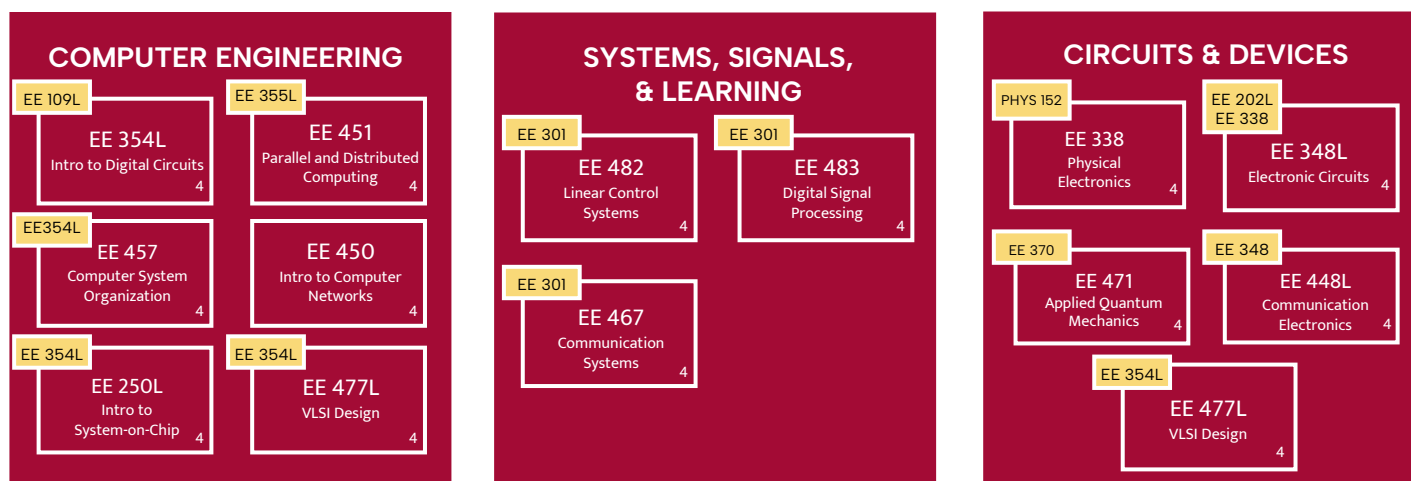 COMPUTER ENGINEERING
EE 109L
EE 354L
Intro to Digital Circuits
4
EE 355L
EE 451
Parallel and Distributed
Computing
4
EE354L
EE 457
Computer System
Organization
4
EE 450
Intro to Computer
Networks
4
EE 354L
EE 250L
Intro to
System-on-Chip
4
EE 354L
EE 477L
VLSI Design
4
SYSTEMS, SIGNALS,
& LEARNING
EE 301
EE 482
Linear Control
Systems
4
EE 301
EE 483
Digital Signal
Processing
4
EE 301
EE 467
Communication
Systems
4
CIRCUITS & DEVICES
PHYS 152
EE 338
Physical
Electronics
4
EE 202L
EE 338
EE 348L
Electronic Circuits
4
EE 370
EE 471
Applied Quantum
Mechanics
4
EE 348
EE 448L
Communication
Electronics
4
EE 354L
EE 477L
VLSI Design
4